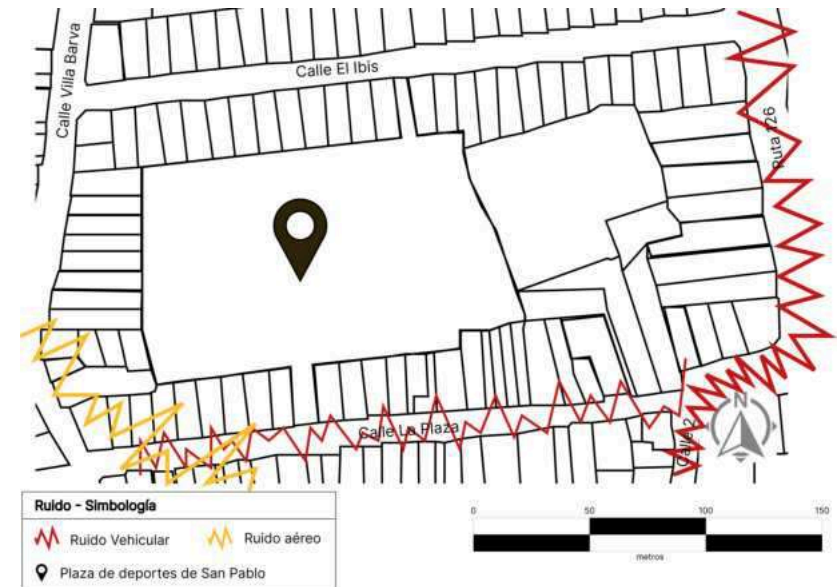 Calle Villa Barva
Calle El Ibis
Ruta 126
Calle La Plaza
Calle 2
N
Ruido - Simbología
Ruido Vehicular
Ruido aéreo
Plaza de deportes de San Pablo
0 50 100 150
metros